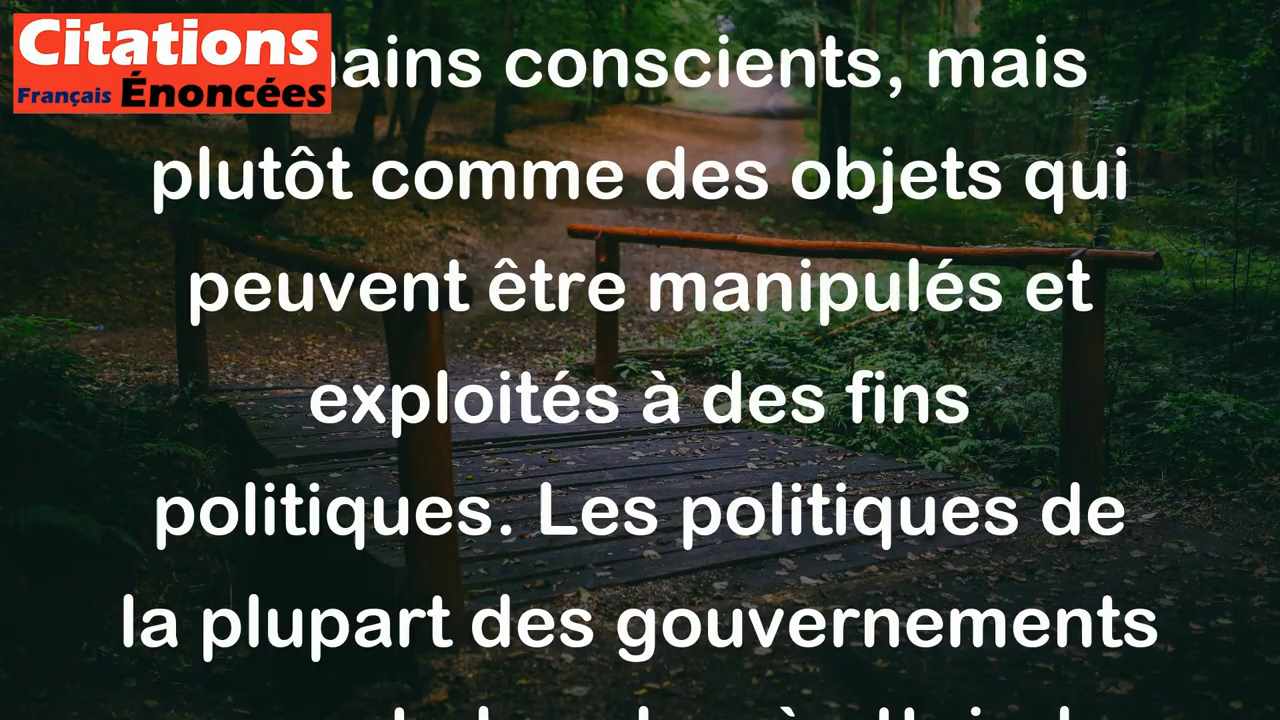 Citations
Français Énoncées
conscients, mais
plutôt comme des objets qui
peuvent être manipulés et
exploités à des fins
politiques. Les politiques de
la plupart des gouvernements